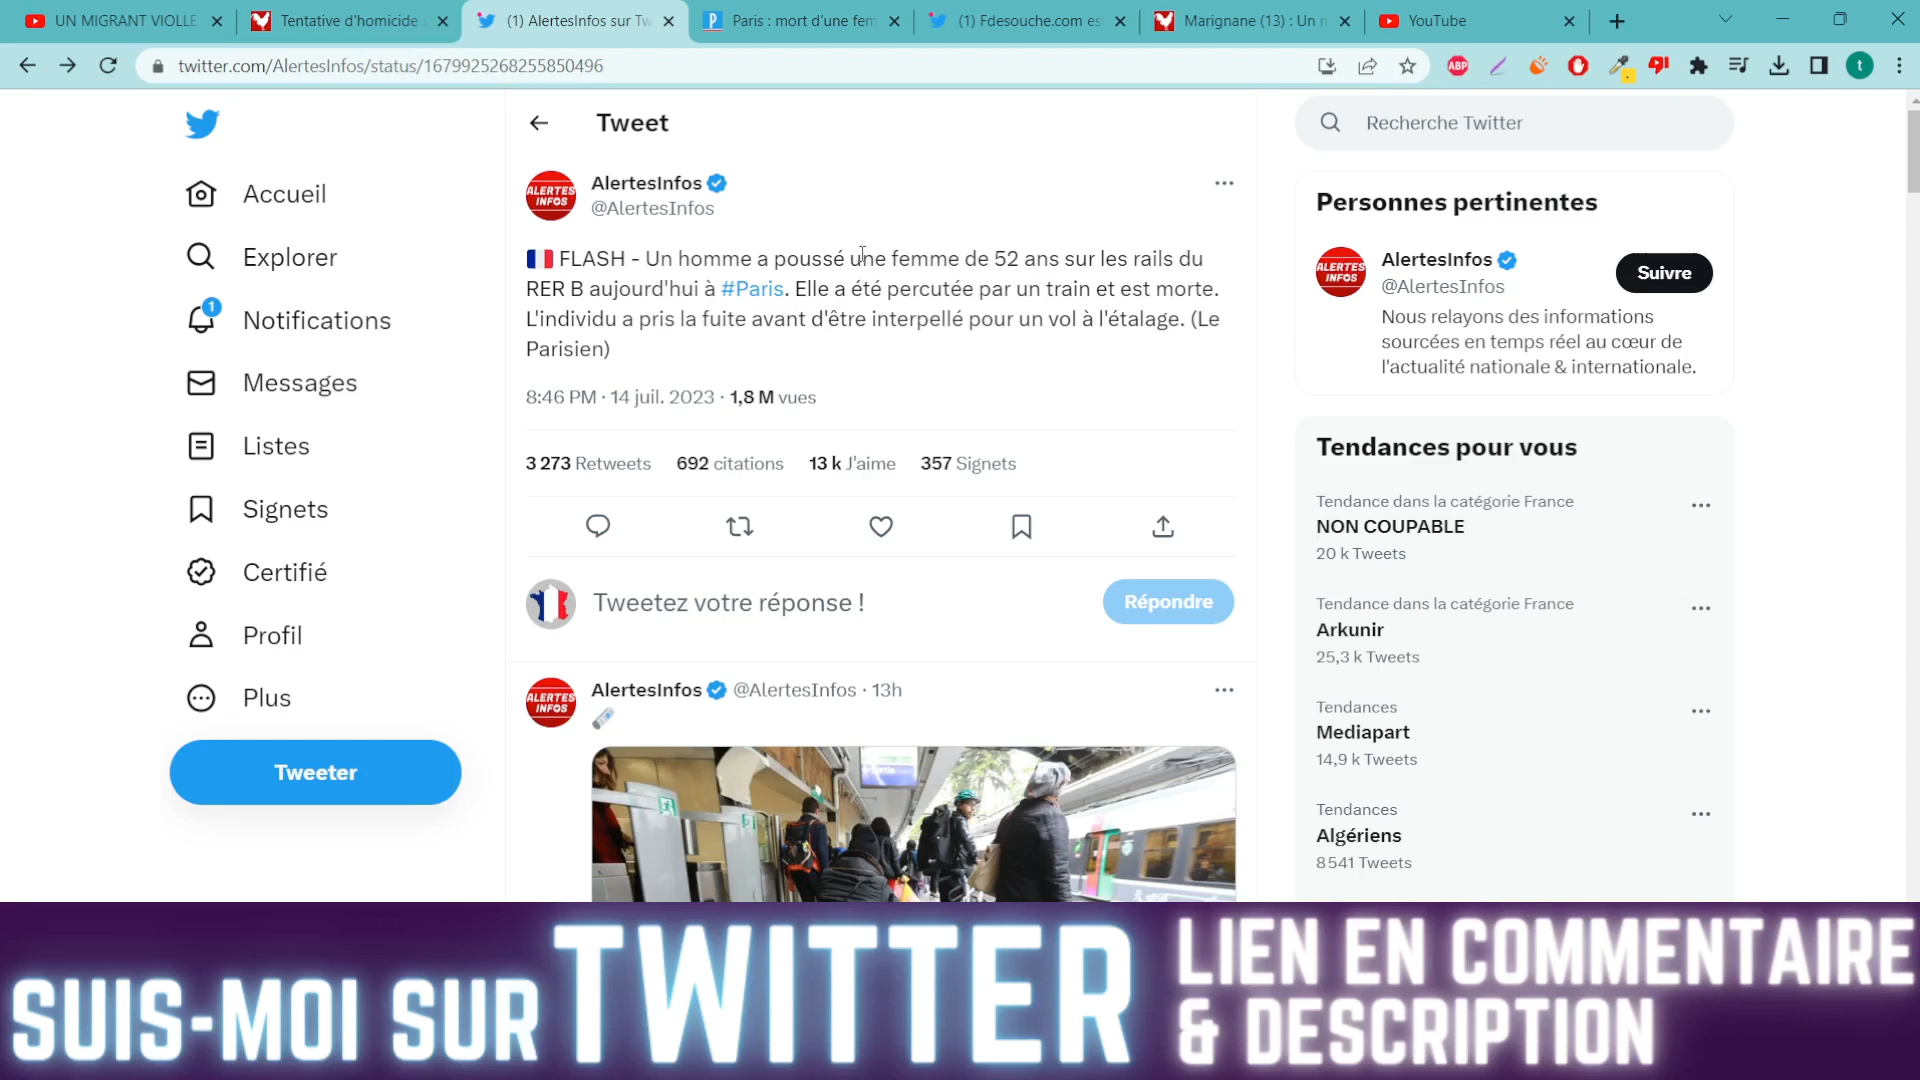 UN MIGRANT VIOLLE
Tentative d'homicide s
(1) AlertesInfos sur Tw
Paris : mort d'une fem
(1) Fdesouche.com es
Marignane (13) : Un m
YouTube
twitter.com/AlertesInfos/status/1679925268255850496
ABP
t
Accueil
Explorer
1
Notifications
Messages
Listes
Signets
Certifié
Profil
Plus
Tweeter
Tweet
ALERTES
INFOS
AlertesInfos
@AlertesInfos
FLASH - Un homme a poussé une femme de 52 ans sur les rails du
RER B aujourd'hui à #Paris. Elle a été percutée par un train et est morte.
L'individu a pris la fuite avant d'être interpellé pour un vol à l'étalage. (Le
Parisien)
8:46 PM · 14 juil. 2023 · 1,8 M vues
3 273 Retweets 692 citations 13 k J'aime 357 Signets
Tweetez votre réponse !
Répondre
ALERTES
INFOS
AlertesInfos @AlertesInfos · 13h
Recherche Twitter
Personnes pertinentes
ALERTES
INFOS
AlertesInfos
@AlertesInfos
Suivre
Nous relayons des informations
sourcées en temps réel au cœur de
l'actualité nationale & internationale.
Tendances pour vous
Tendance dans la catégorie France
NON COUPABLE
20 k Tweets
Tendance dans la catégorie France
Arkunir
25,3 k Tweets
Tendances
Mediapart
14,9 k Tweets
Tendances
Algériens
8 541 Tweets
SUIS-MOI SUR TWITTER
LIEN EN COMMENTAIRE
& DESCRIPTION